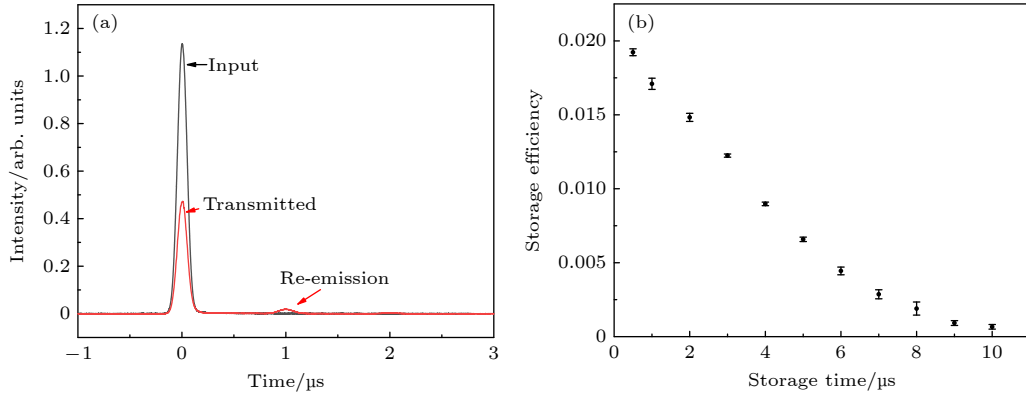 (a)
1.2
1.0
0.8
0.6
0.4
0.2
0
Intensity/arb. units
Input
Transmitted
Re-emission
−1
0
1
2
3
Time/µs
(b)
0.020
0.015
0.010
0.005
0
Storage efficiency
0
2
4
6
8
10
Storage time/µs